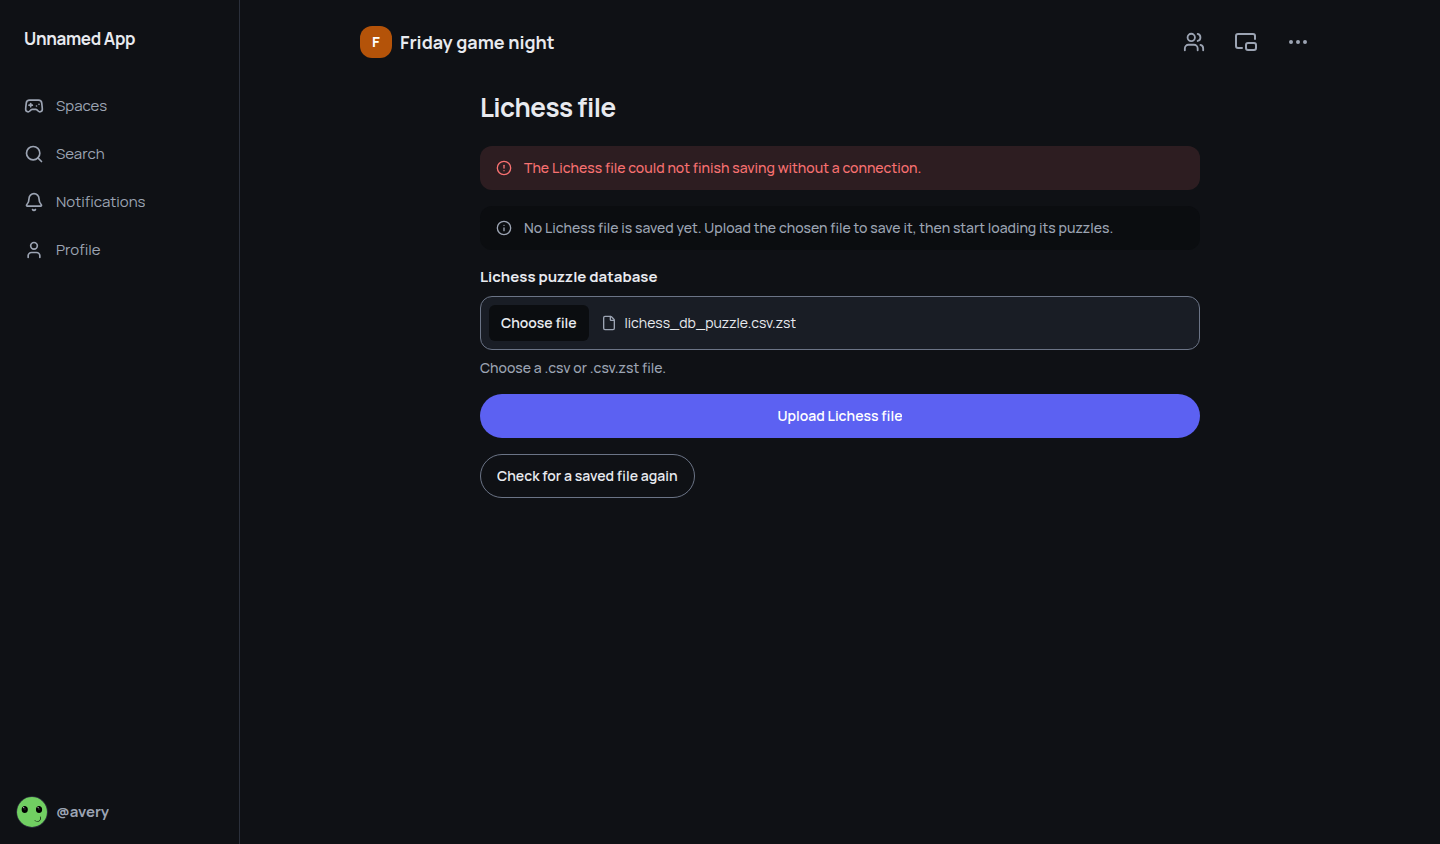 Unnamed App
Spaces
Search
Notifications
Profile
@avery
F
Friday game night
Lichess file
The Lichess file could not finish saving without a connection.
No Lichess file is saved yet. Upload the chosen file to save it, then start loading its puzzles.
Lichess puzzle database
Choose file
lichess_db_puzzle.csv.zst
Choose a .csv or .csv.zst file.
Upload Lichess file
Check for a saved file again